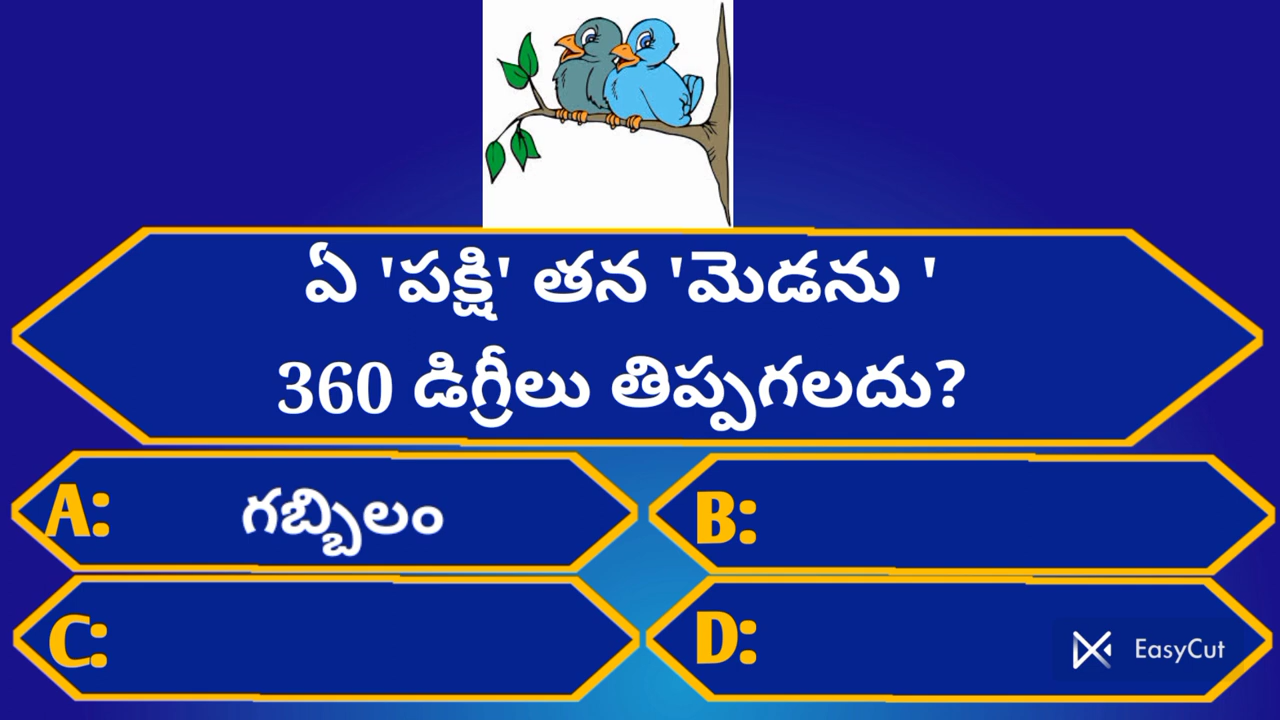 ఏ 'పక్షి' తన 'మెడను '
360 డిగ్రీలు తిప్పగలదు?
A: గబ్బిలం
B:
C:
D:
EasyCut